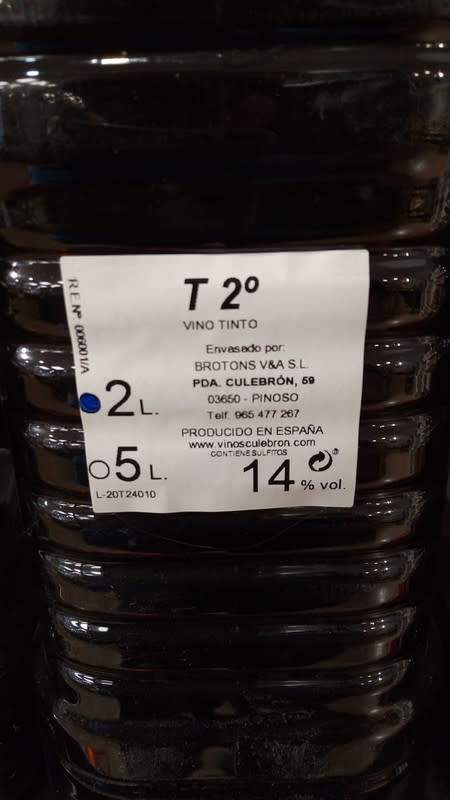 T 2º
VINO TINTO
Envasado por:
BROTONS V&A S.L.
PDA. CULEBRÓN, 59
03650 - PINOSO
Telf. 965 477 267
PRODUCIDO EN ESPAÑA
www.vinosculebron.com
CONTIENE SULFITOS
14 % vol.
R.E. Nº 005001/A
2 L.
5 L.
L-20T24010